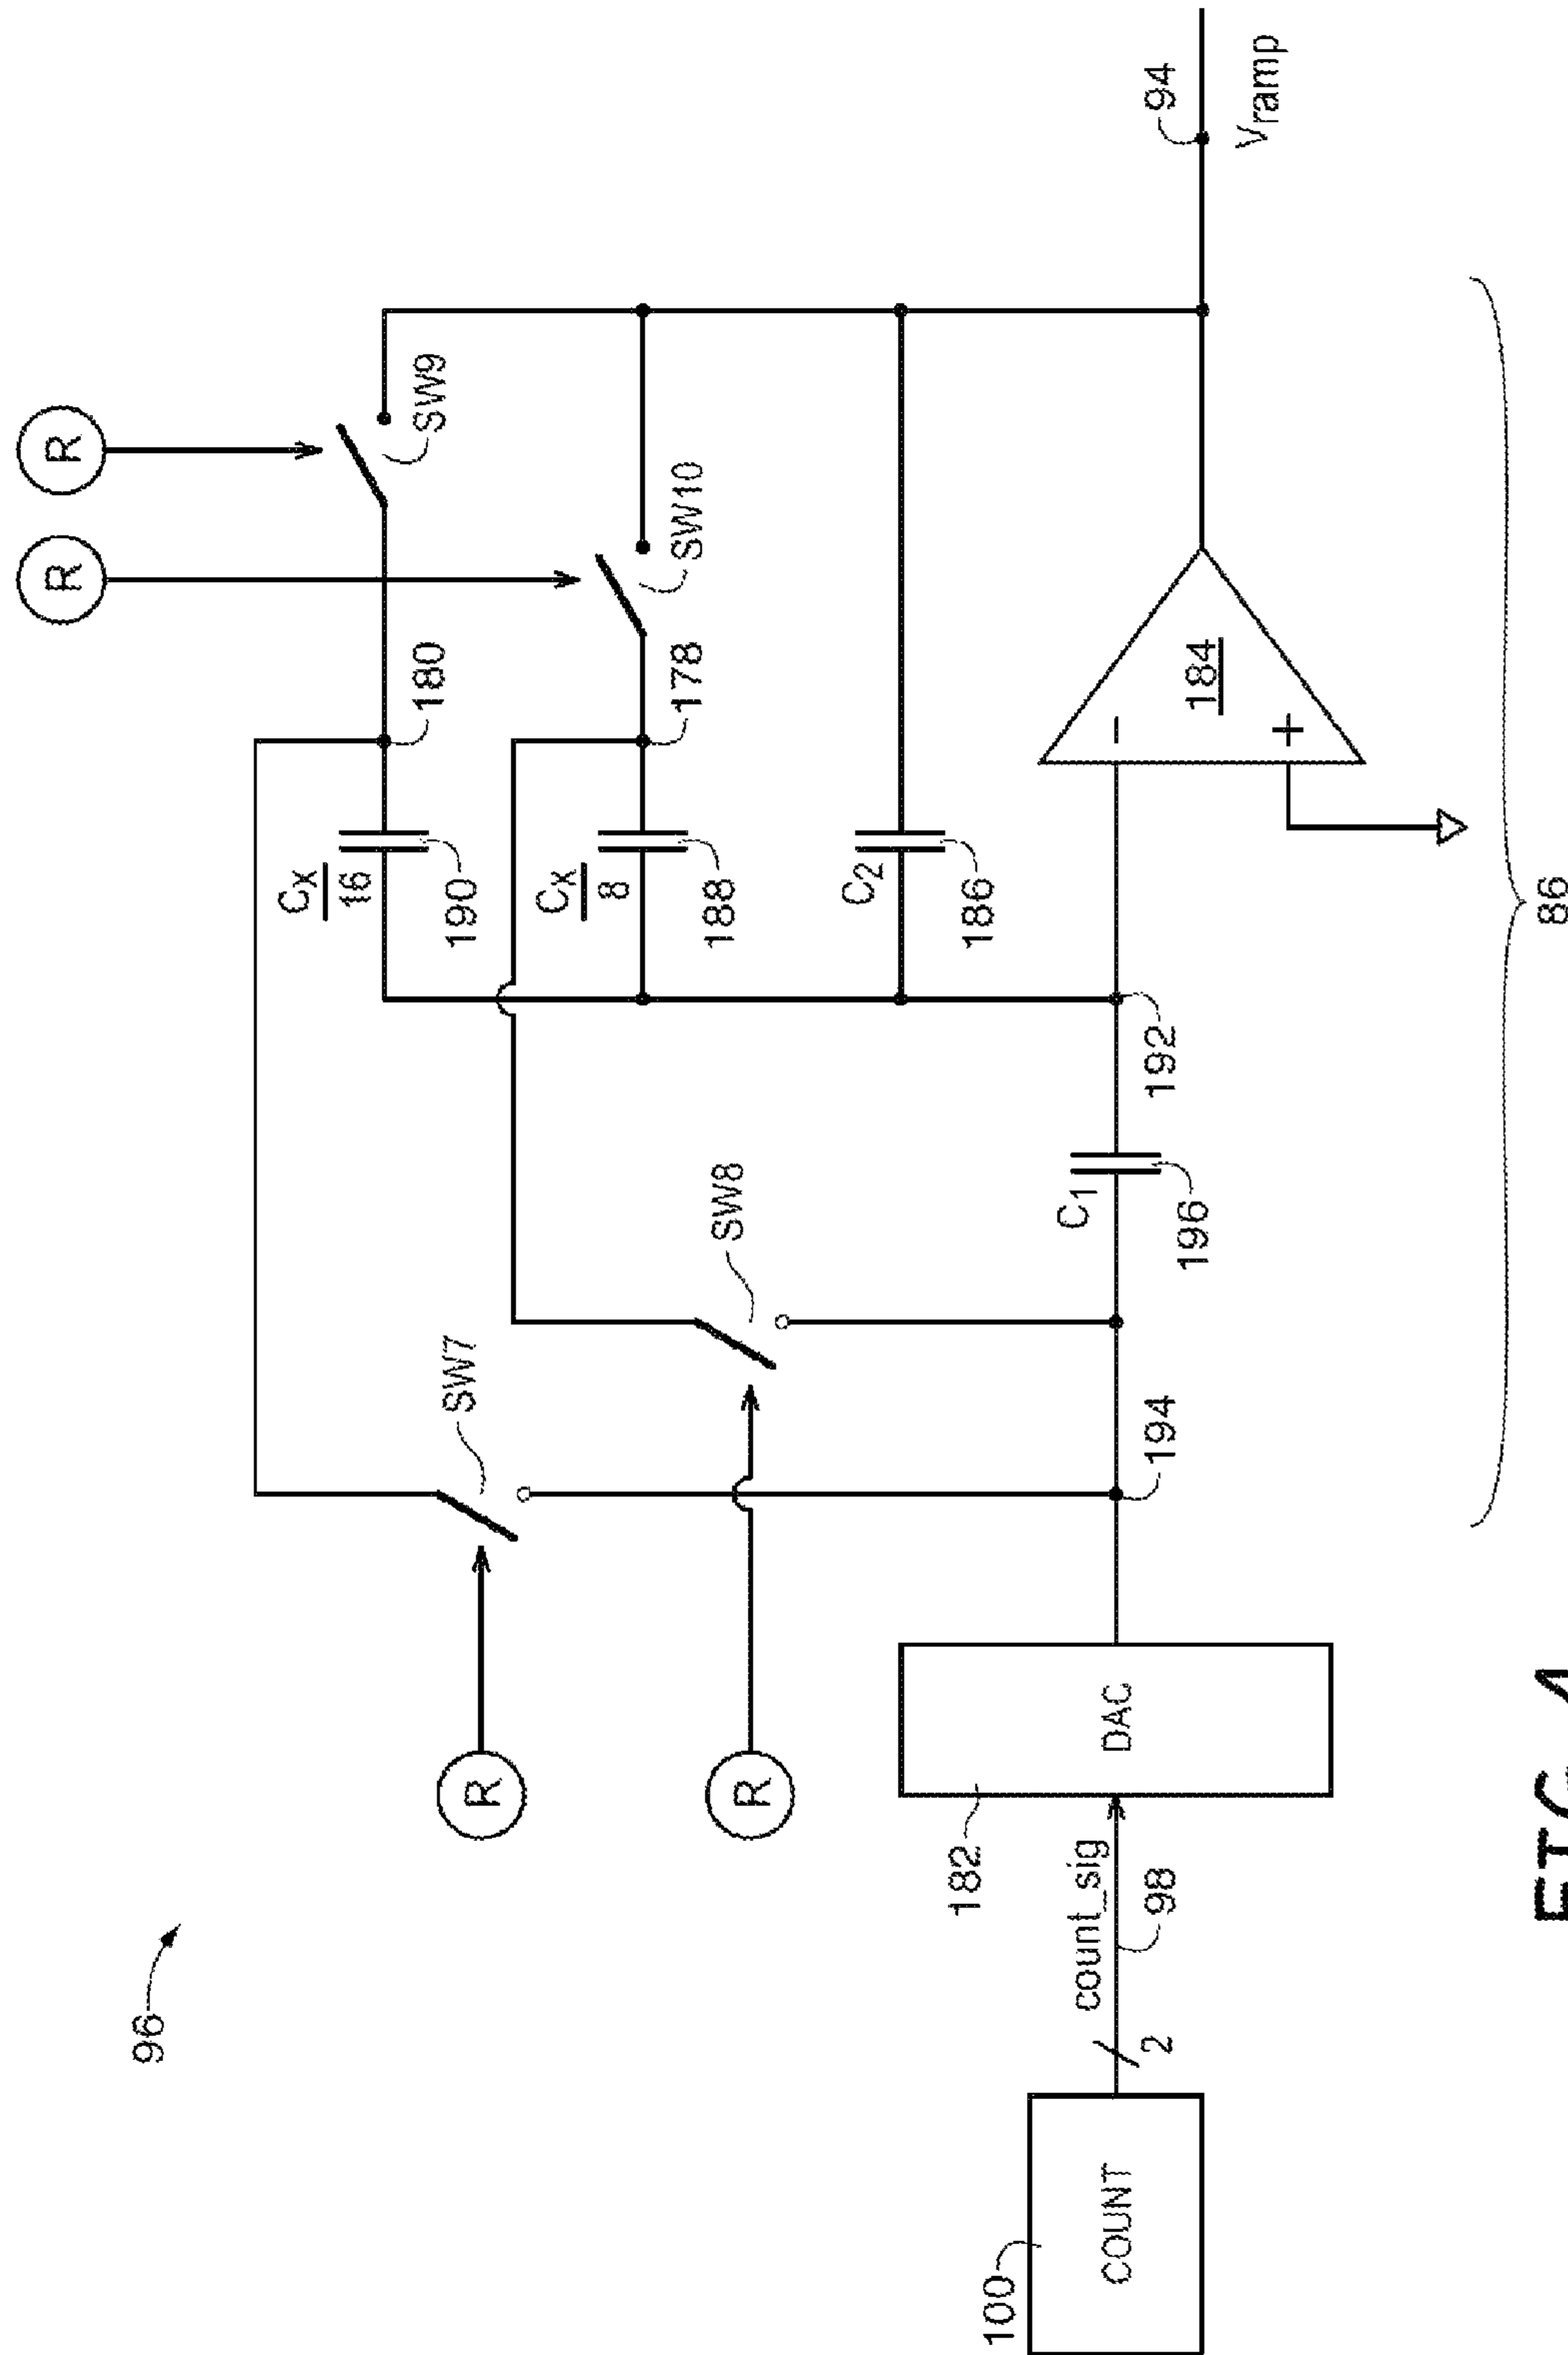 R
R
96
Cx
16
190
180
SW9
SW7
R
Cx
8
188
178
SW10
SW8
R
C2
186
182
100
COUNT
count_sig
2
98
DAC
194
C1
196
192
−
+
184
94
Vramp
86